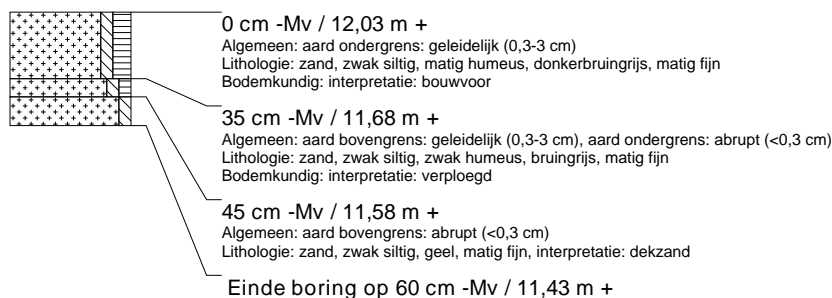 0 cm -Mv / 12,03 m +
Algemeen: aard ondergrens: geleidelijk (0,3-3 cm)
Lithologie: zand, zwak siltig, matig humeus, donkerbruingrijs, matig fijn
Bodemkundig: interpretatie: bouwvoor
35 cm -Mv / 11,68 m +
Algemeen: aard bovengrens: geleidelijk (0,3-3 cm), aard ondergrens: abrupt (<0,3 cm)
Lithologie: zand, zwak siltig, zwak humeus, bruingrijs, matig fijn
Bodemkundig: interpretatie: verploegd
45 cm -Mv / 11,58 m +
Algemeen: aard bovengrens: abrupt (<0,3 cm)
Lithologie: zand, zwak siltig, geel, matig fijn, interpretatie: dekzand
Einde boring op 60 cm -Mv / 11,43 m +